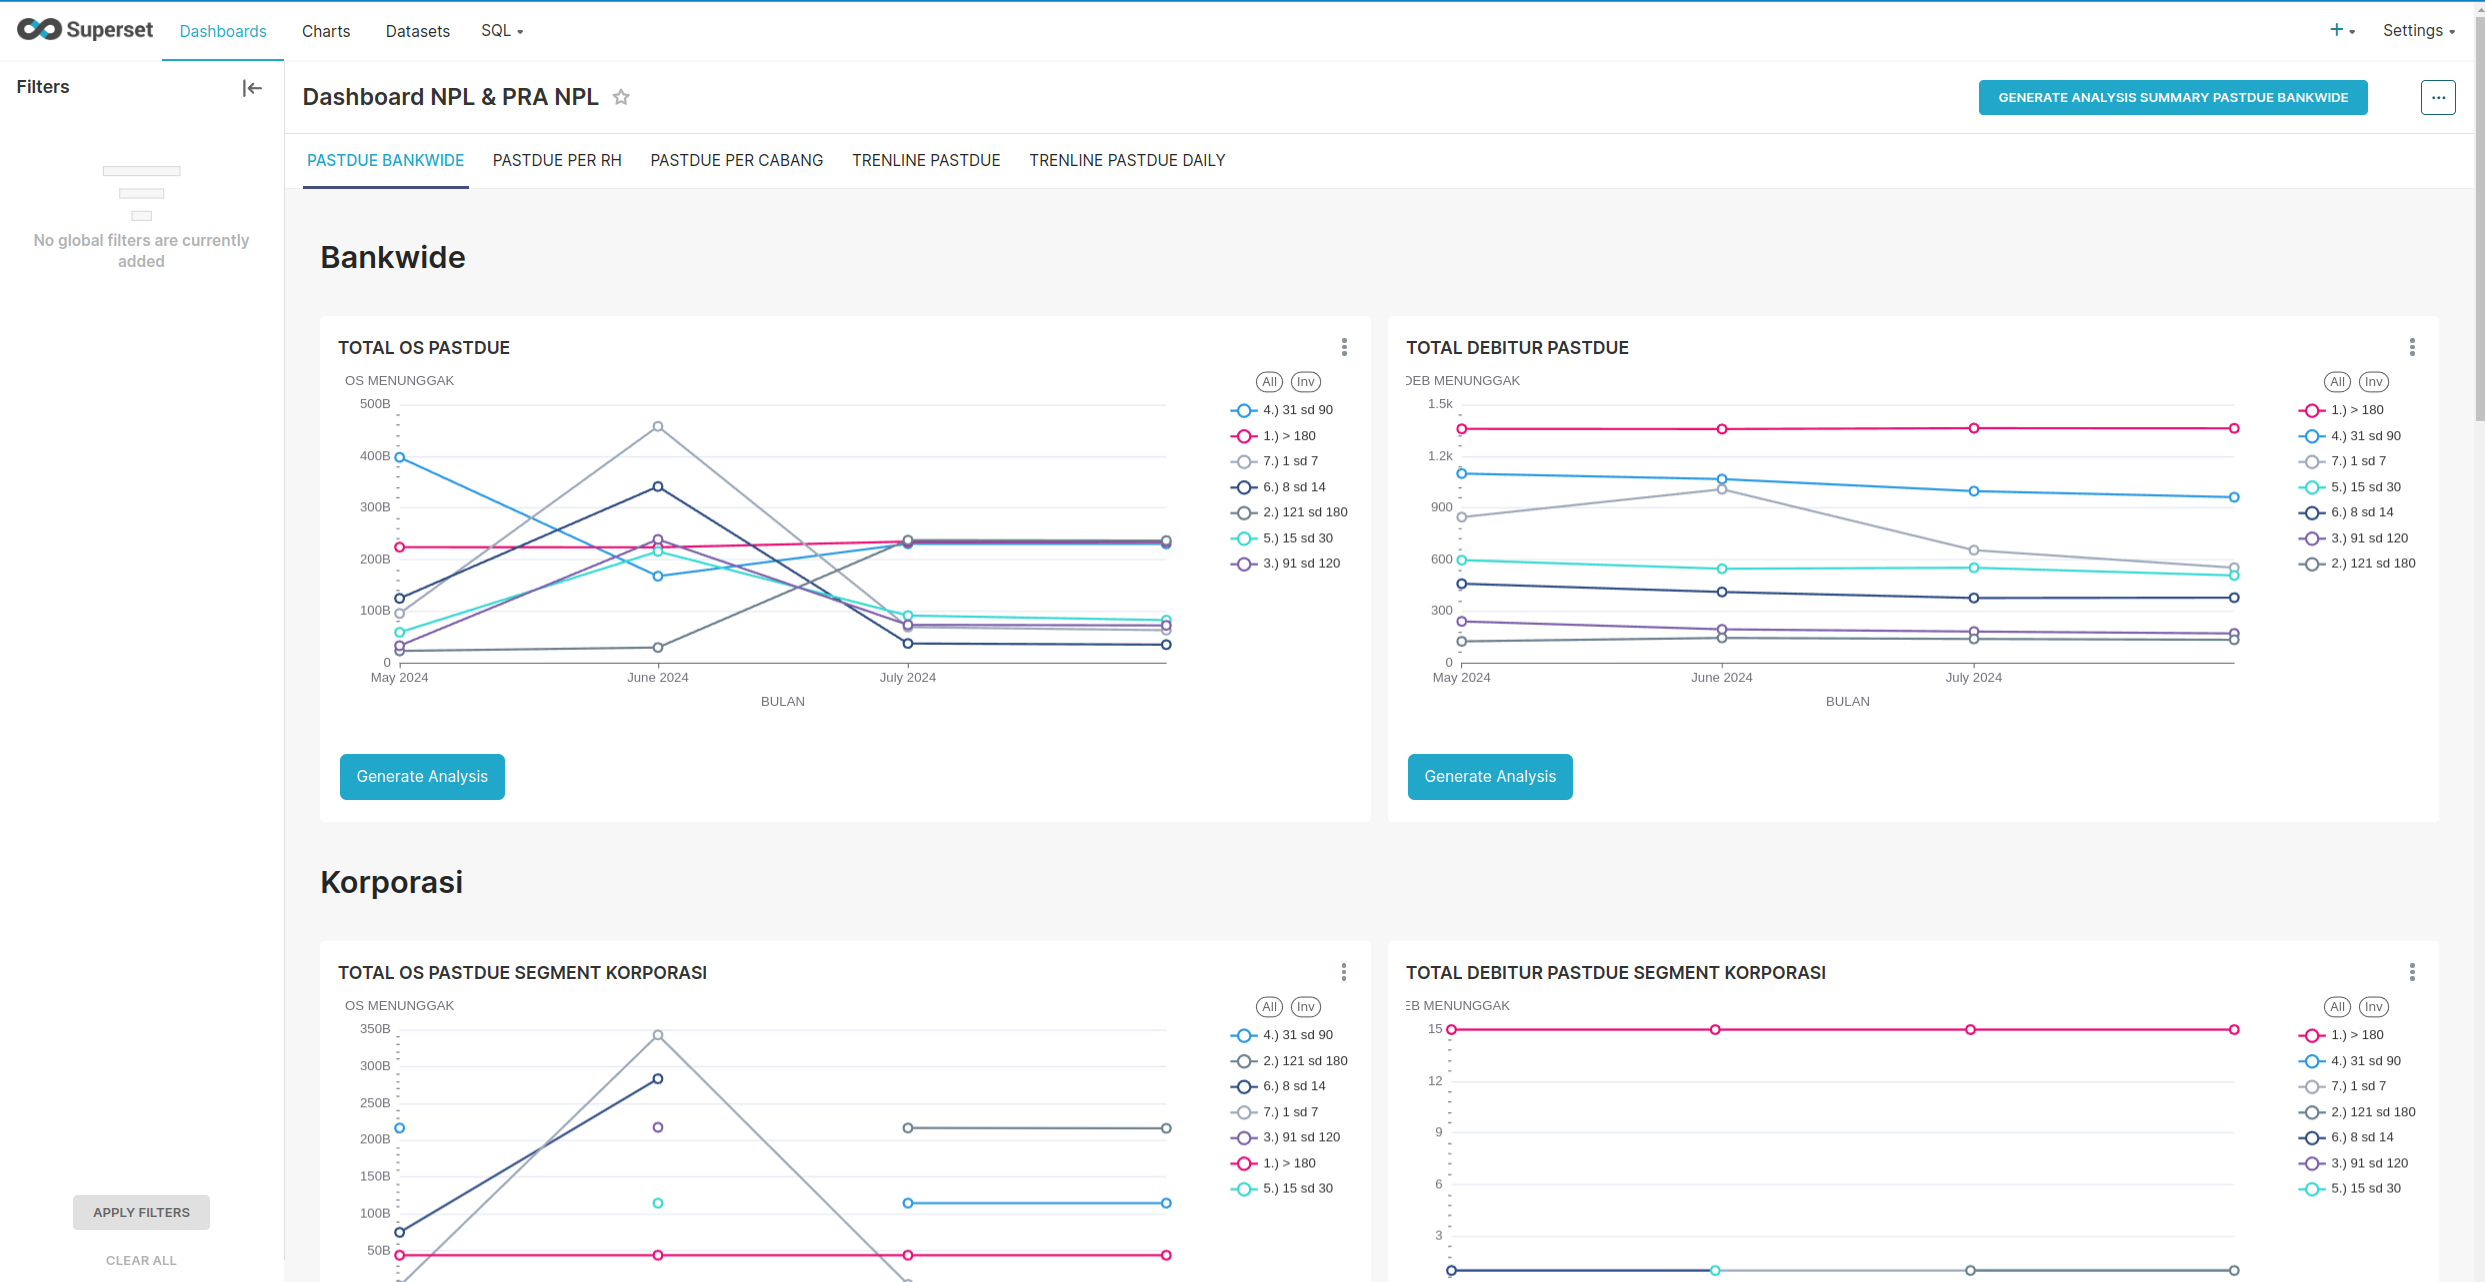 Superset
Dashboards
Charts
Datasets
SQL
+
Settings
Filters
No global filters are currently
added
APPLY FILTERS
CLEAR ALL
Dashboard NPL & PRA NPL
GENERATE ANALYSIS SUMMARY PASTDUE BANKWIDE
...
PASTDUE BANKWIDE
PASTDUE PER RH
PASTDUE PER CABANG
TRENLINE PASTDUE
TRENLINE PASTDUE DAILY
Bankwide
TOTAL OS PASTDUE
OS MENUNGGAK
All Inv
500B
400B
300B
200B
100B
0
May 2024
June 2024
July 2024
BULAN
4.) 31 sd 90
1.) > 180
7.) 1 sd 7
6.) 8 sd 14
2.) 121 sd 180
5.) 15 sd 30
3.) 91 sd 120
Generate Analysis
TOTAL DEBITUR PASTDUE
DEB MENUNGGAK
All Inv
1.5k
1.2k
900
600
300
0
May 2024
June 2024
July 2024
BULAN
1.) > 180
4.) 31 sd 90
7.) 1 sd 7
5.) 15 sd 30
6.) 8 sd 14
3.) 91 sd 120
2.) 121 sd 180
Generate Analysis
Korporasi
TOTAL OS PASTDUE SEGMENT KORPORASI
OS MENUNGGAK
All Inv
350B
300B
250B
200B
150B
100B
50B
4.) 31 sd 90
2.) 121 sd 180
6.) 8 sd 14
7.) 1 sd 7
3.) 91 sd 120
1.) > 180
5.) 15 sd 30
TOTAL DEBITUR PASTDUE SEGMENT KORPORASI
EB MENUNGGAK
All Inv
15
12
9
6
3
1.) > 180
4.) 31 sd 90
7.) 1 sd 7
2.) 121 sd 180
6.) 8 sd 14
3.) 91 sd 120
5.) 15 sd 30